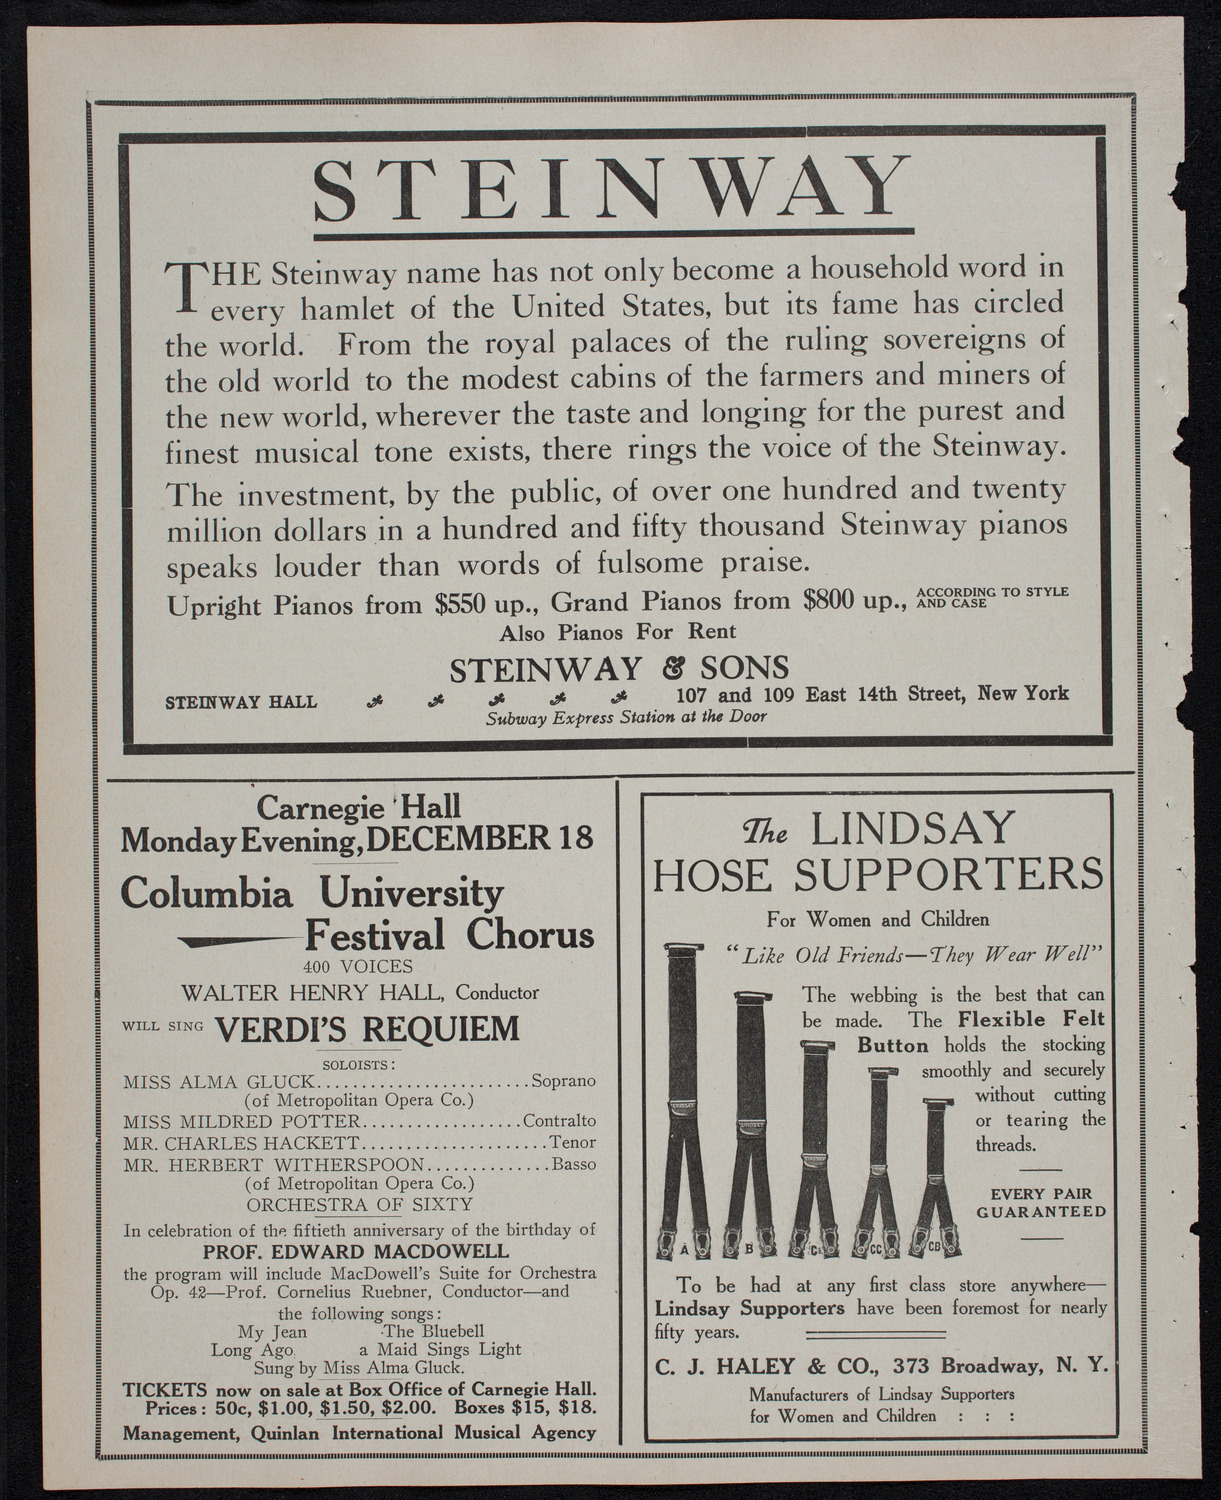 STEINWAY
THE Steinway name has not only become a household word in
every hamlet of the United States, but its fame has circled
the world. From the royal palaces of the ruling sovereigns of
the old world to the modest cabins of the farmers and miners of
the new world, wherever the taste and longing for the purest and
finest musical tone exists, there rings the voice of the Steinway.
The investment, by the public, of over one hundred and twenty
million dollars in a hundred and fifty thousand Steinway pianos
speaks louder than words of fulsome praise.
Upright Pianos from $550 up., Grand Pianos from $800 up., ACCORDING TO STYLE
AND CASE
Also Pianos For Rent
STEINWAY & SONS
STEINWAY HALL 107 and 109 East 14th Street, New York
Subway Express Station at the Door
Carnegie Hall
Monday Evening, DECEMBER 18
Columbia University
Festival Chorus
400 VOICES
WALTER HENRY HALL, Conductor
WILL SING VERDI'S REQUIEM
SOLOISTS:
MISS ALMA GLUCK........................Soprano
(of Metropolitan Opera Co.)
MISS MILDRED POTTER..................Contralto
MR. CHARLES HACKETT.....................Tenor
MR. HERBERT WITHERSPOON..............Basso
(of Metropolitan Opera Co.)
ORCHESTRA OF SIXTY
In celebration of the fiftieth anniversary of the birthday of
PROF. EDWARD MACDOWELL
the program will include MacDowell's Suite for Orchestra
Op. 42—Prof. Cornelius Ruebner, Conductor—and
the following songs:
My Jean The Bluebell
Long Ago a Maid Sings Light
Sung by Miss Alma Gluck.
TICKETS now on sale at Box Office of Carnegie Hall.
Prices: 50c, $1.00, $1.50, $2.00. Boxes $15, $18.
Management, Quinlan International Musical Agency
The LINDSAY
HOSE SUPPORTERS
For Women and Children
"Like Old Friends—They Wear Well"
The webbing is the best that can
be made. The Flexible Felt
Button holds the stocking
smoothly and securely
without cutting
or tearing the
threads.
EVERY PAIR
GUARANTEED
LINDSAY
LINDSAY
A B C CC CB
To be had at any first class store anywhere—
Lindsay Supporters have been foremost for nearly
fifty years.
C. J. HALEY & CO., 373 Broadway, N. Y.
Manufacturers of Lindsay Supporters
for Women and Children : : :